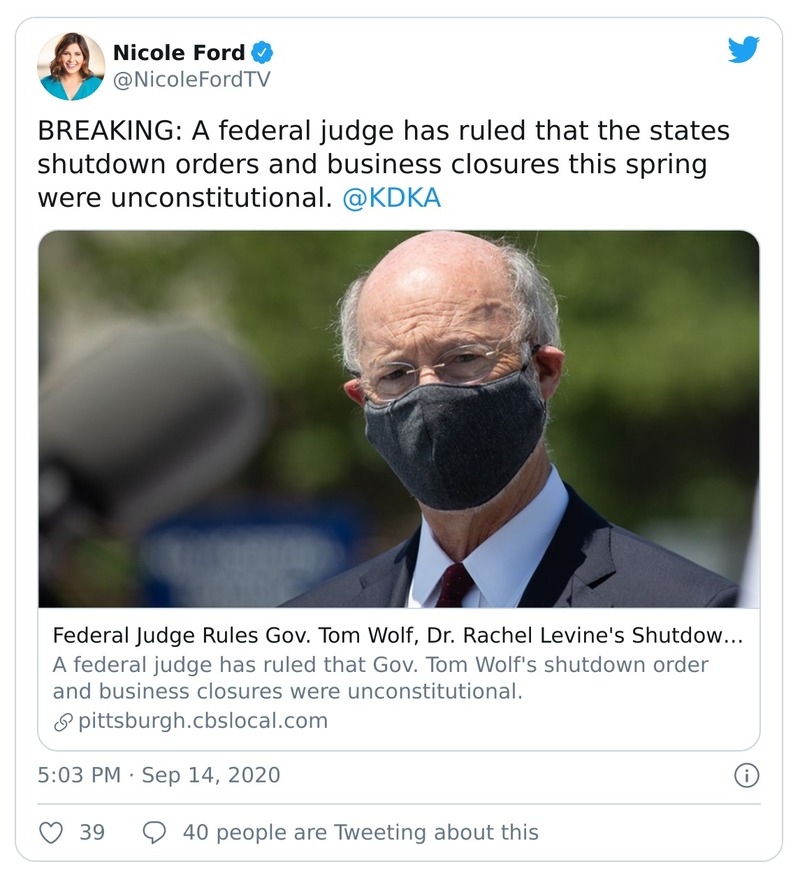 Nicole Ford
@NicoleFordTV
BREAKING: A federal judge has ruled that the states
shutdown orders and business closures this spring
were unconstitutional. @KDKA
Federal Judge Rules Gov. Tom Wolf, Dr. Rachel Levine's Shutdow...
A federal judge has ruled that Gov. Tom Wolf's shutdown order
and business closures were unconstitutional.
pittsburgh.cbslocal.com
5:03 PM · Sep 14, 2020
39
40 people are Tweeting about this